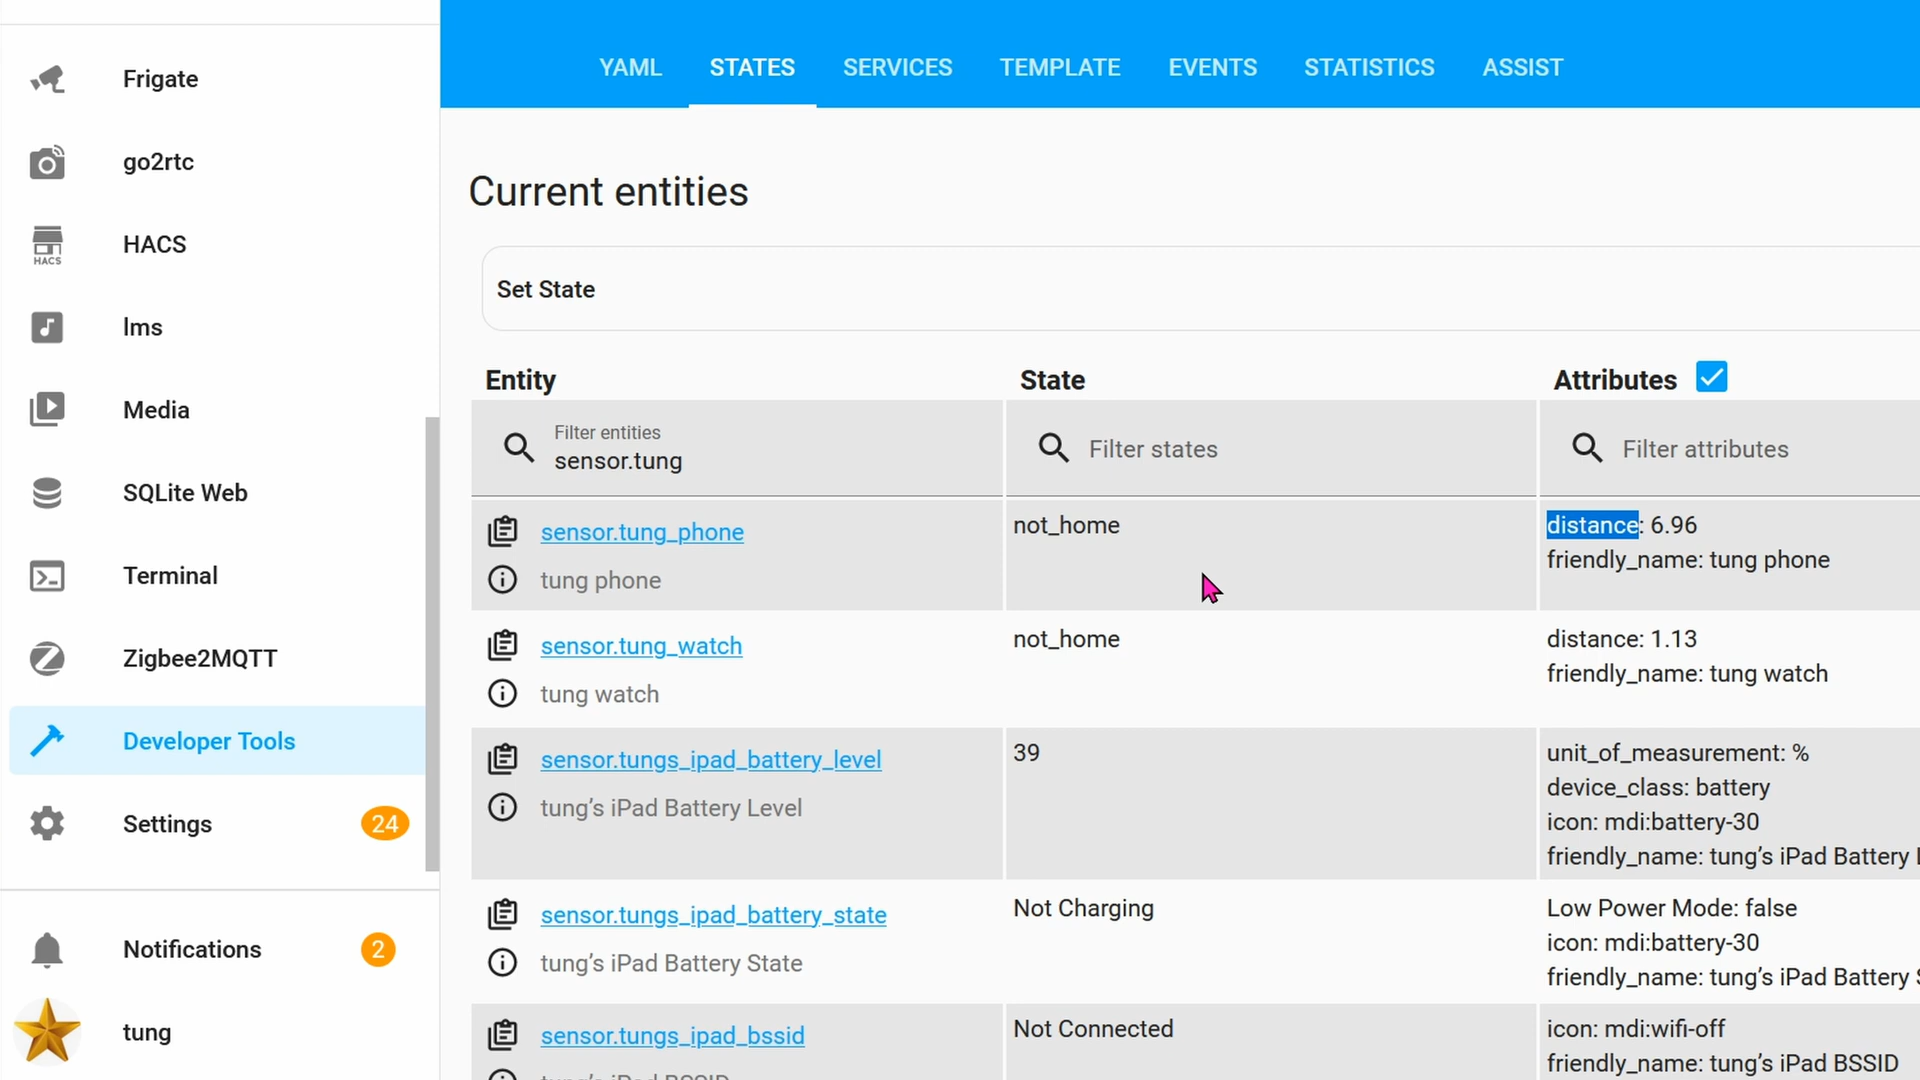 Frigate
go2rtc
HACS
HACS
lms
Media
SQLite Web
Terminal
Zigbee2MQTT
Developer Tools
Settings 24
Notifications 2
tung
YAML STATES SERVICES TEMPLATE EVENTS STATISTICS ASSIST
Current entities
Set State
Entity State Attributes
Filter entities
sensor.tung
Filter states
Filter attributes
sensor.tung_phone
tung phone
not_home
distance: 6.96
friendly_name: tung phone
sensor.tung_watch
tung watch
not_home
distance: 1.13
friendly_name: tung watch
sensor.tungs_ipad_battery_level
tung’s iPad Battery Level
39
unit_of_measurement: %
device_class: battery
icon: mdi:battery-30
friendly_name: tung’s iPad Battery
sensor.tungs_ipad_battery_state
tung’s iPad Battery State
Not Charging
Low Power Mode: false
icon: mdi:battery-30
friendly_name: tung’s iPad Battery
sensor.tungs_ipad_bssid
tung’s iPad BSSID
Not Connected
icon: mdi:wifi-off
friendly_name: tung’s iPad BSSID